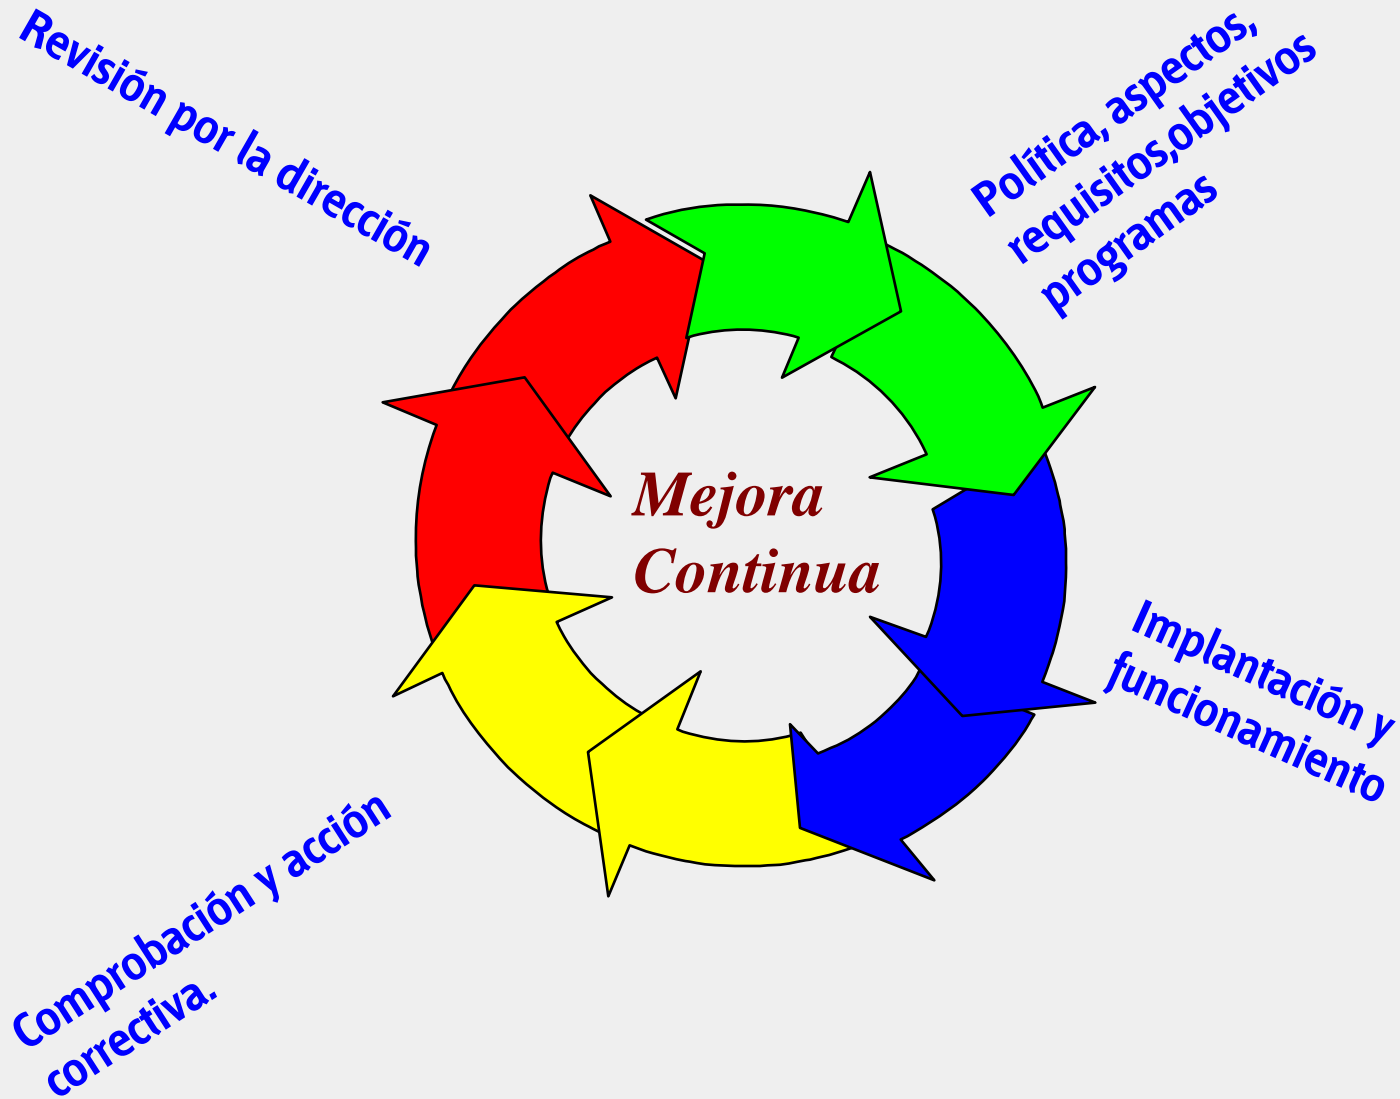 Revisión por la dirección
Política, aspectos,
requisitos,objetivos
programas
Mejora
Continua
Implantación y
funcionamiento
Comprobación y acción
correctiva.